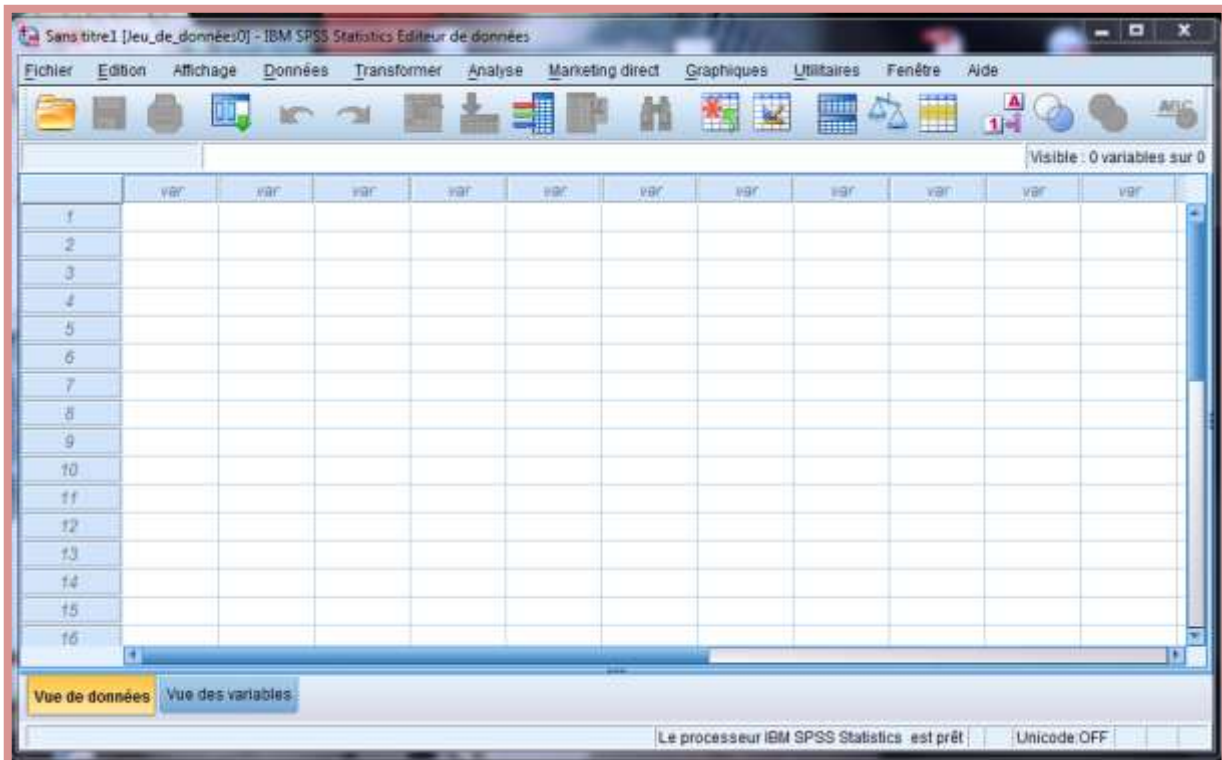 Sans titre1 [Jeu_de_données0] - IBM SPSS Statistics Editeur de données
Fichier Edition Affichage Données Transformer Analyse Marketing direct Graphiques Utilitaires Fenêtre Aide
A
1
Visible : 0 variables sur 0
var var var var var var var var var var var
1
2
3
4
5
6
7
8
9
10
11
12
13
14
15
16
Vue de données Vue des variables
Le processeur IBM SPSS Statistics est prêt Unicode:OFF